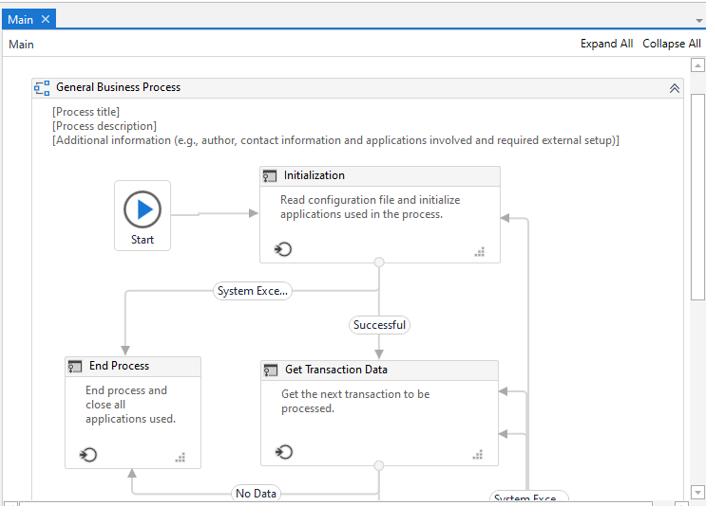 Main
Main
Expand All Collapse All
General Business Process
[Process title]
[Process description]
[Additional information (e.g., author, contact information and applications involved and required external setup)]
Initialization
Read configuration file and initialize
applications used in the process.
Start
System Exce...
Successful
End Process
End process and
close all
applications used.
Get Transaction Data
Get the next transaction to be
processed.
No Data
System Exce...